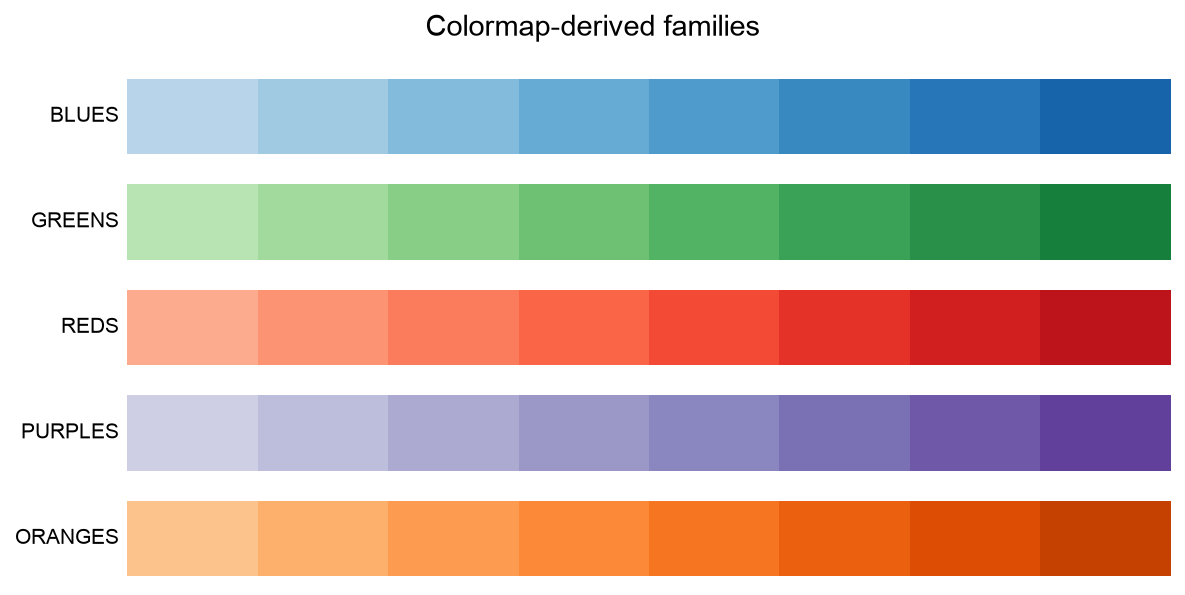 Colormap-derived families
BLUES
GREENS
REDS
PURPLES
ORANGES